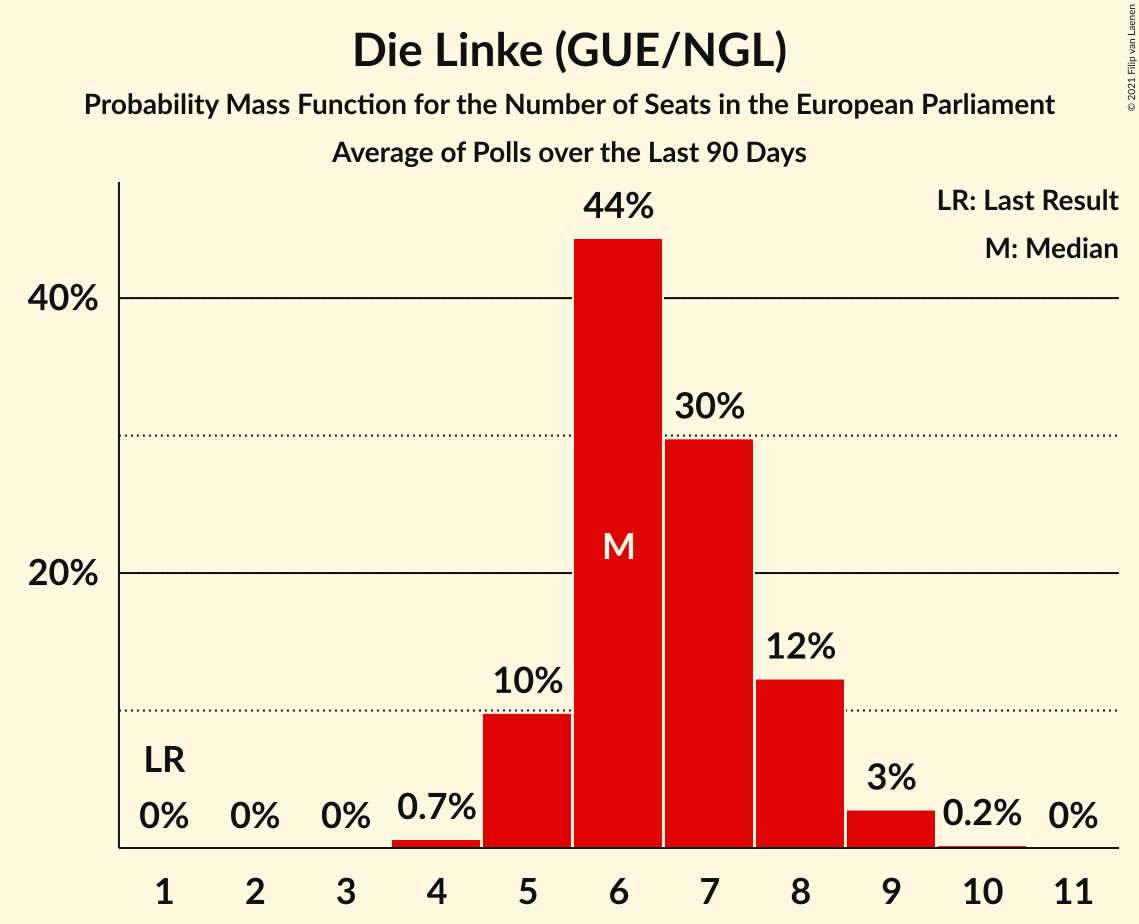 Die Linke (GUE/NGL)
Probability Mass Function for the Number of Seats in the European Parliament
Average of Polls over the Last 90 Days
© 2021 Filip van Laenen
LR: Last Result
M: Median
44%
40%
30%
M
20%
12%
10%
LR
3%
0% 0% 0% 0.7% 0.2% 0%
1 2 3 4 5 6 7 8 9 10 11